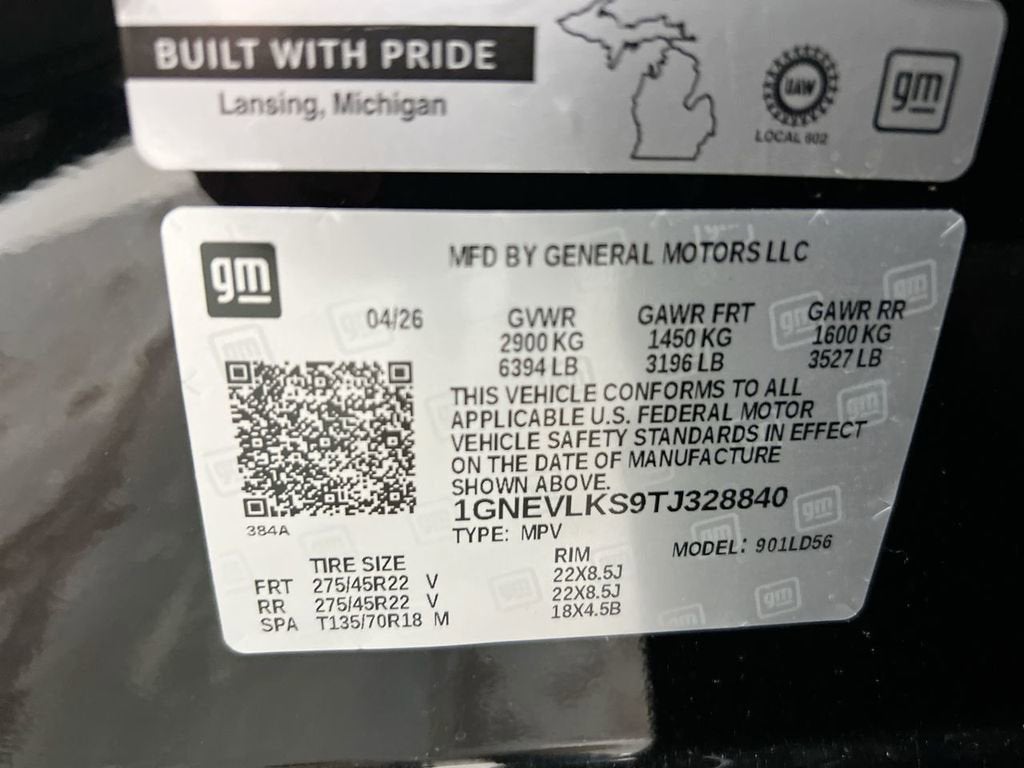 BUILT WITH PRIDE
Lansing, Michigan
UAW
LOCAL 602
gm
gm
MFD BY GENERAL MOTORS LLC
04/26
GVWR GAWR FRT GAWR RR
2900 KG 1450 KG 1600 KG
6394 LB 3196 LB 3527 LB
THIS VEHICLE CONFORMS TO ALL
APPLICABLE U.S. FEDERAL MOTOR
VEHICLE SAFETY STANDARDS IN EFFECT
ON THE DATE OF MANUFACTURE
SHOWN ABOVE.
1GNEVLKS9TJ328840
384A
TYPE: MPV MODEL: 901LD56
TIRE SIZE RIM
FRT 275/45R22 V 22X8.5J
RR 275/45R22 V 22X8.5J
SPA T135/70R18 M 18X4.5B